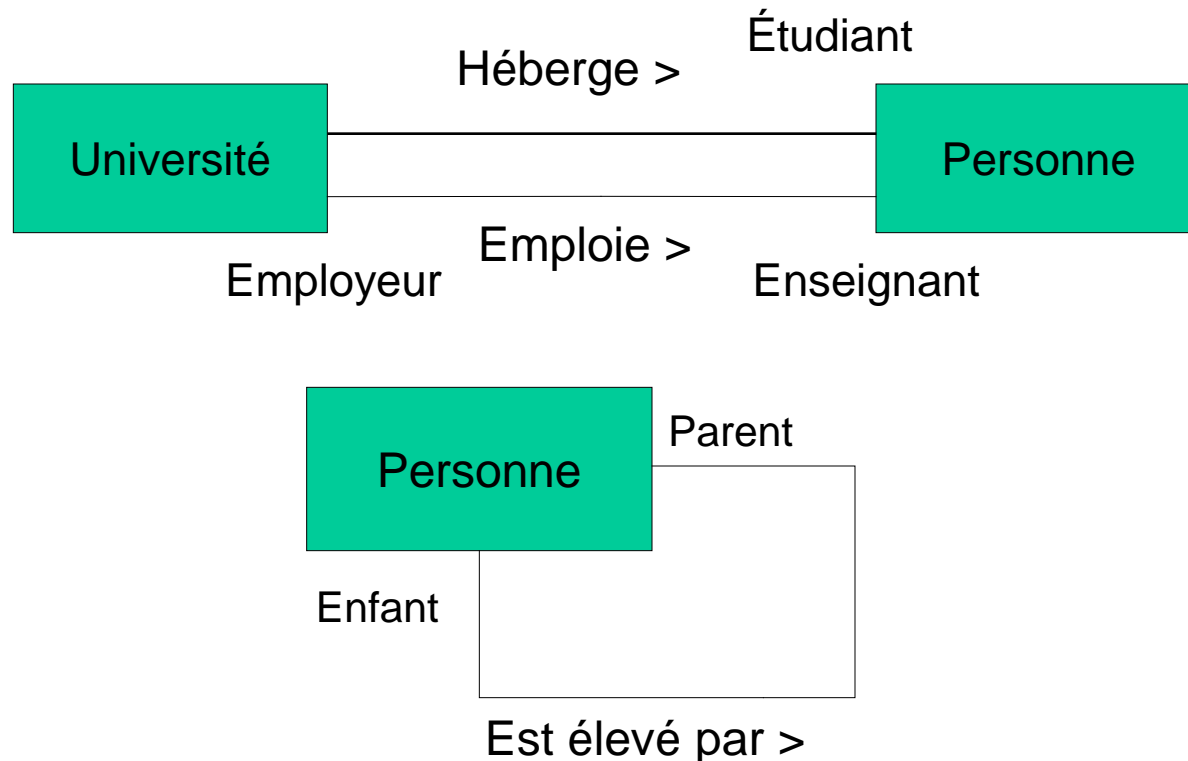 Étudiant
Héberge >
Université
Personne
Emploie >
Employeur
Enseignant
Parent
Personne
Enfant
Est élevé par >